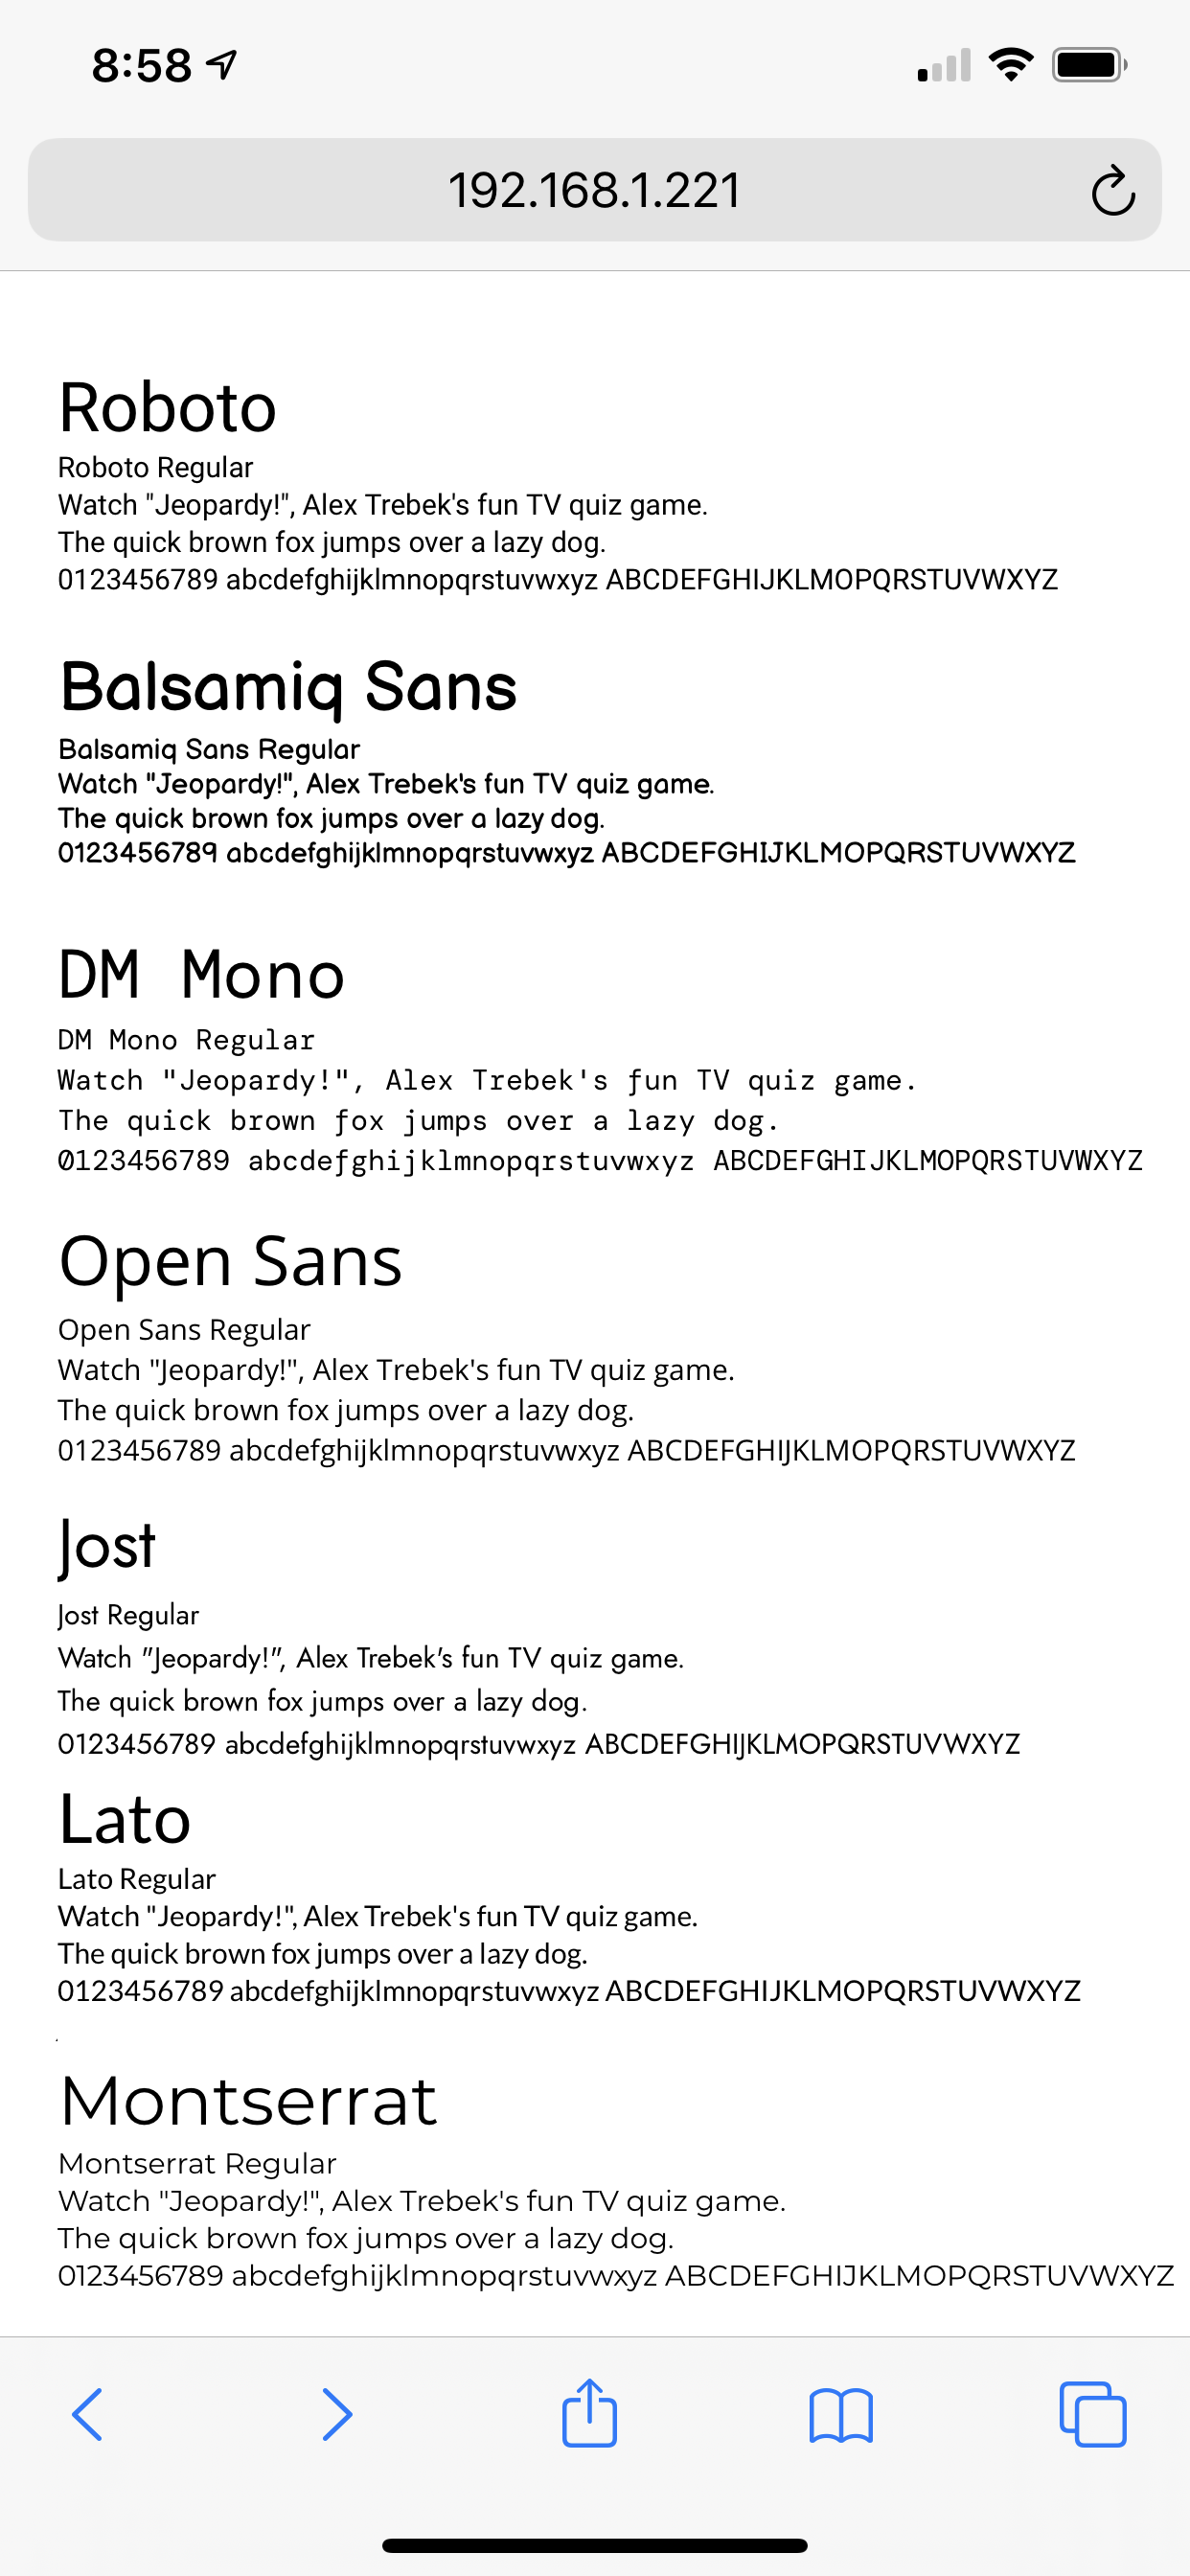 8:58
192.168.1.221
Roboto
Roboto Regular
Watch "Jeopardy!", Alex Trebek's fun TV quiz game.
The quick brown fox jumps over a lazy dog.
0123456789 abcdefghijklmnopqrstuvwxyz ABCDEFGHIJKLMOPQRSTUVWXYZ
Balsamiq Sans
Balsamiq Sans Regular
Watch "Jeopardy!", Alex Trebek's fun TV quiz game.
The quick brown fox jumps over a lazy dog.
0123456789 abcdefghijklmnopqrstuvwxyz ABCDEFGHIJKLMOPQRSTUVWXYZ
DM Mono
DM Mono Regular
Watch "Jeopardy!", Alex Trebek's fun TV quiz game.
The quick brown fox jumps over a lazy dog.
0123456789 abcdefghijklmnopqrstuvwxyz ABCDEFGHIJKLMOPQRSTUVWXYZ
Open Sans
Open Sans Regular
Watch "Jeopardy!", Alex Trebek's fun TV quiz game.
The quick brown fox jumps over a lazy dog.
0123456789 abcdefghijklmnopqrstuvwxyz ABCDEFGHIJKLMOPQRSTUVWXYZ
Jost
Jost Regular
Watch "Jeopardy!", Alex Trebek's fun TV quiz game.
The quick brown fox jumps over a lazy dog.
0123456789 abcdefghijklmnopqrstuvwxyz ABCDEFGHIJKLMOPQRSTUVWXYZ
Lato
Lato Regular
Watch "Jeopardy!", Alex Trebek's fun TV quiz game.
The quick brown fox jumps over a lazy dog.
0123456789 abcdefghijklmnopqrstuvwxyz ABCDEFGHIJKLMOPQRSTUVWXYZ
Montserrat
Montserrat Regular
Watch "Jeopardy!", Alex Trebek's fun TV quiz game.
The quick brown fox jumps over a lazy dog.
0123456789 abcdefghijklmnopqrstuvwxyz ABCDEFGHIJKLMOPQRSTUVWXYZ